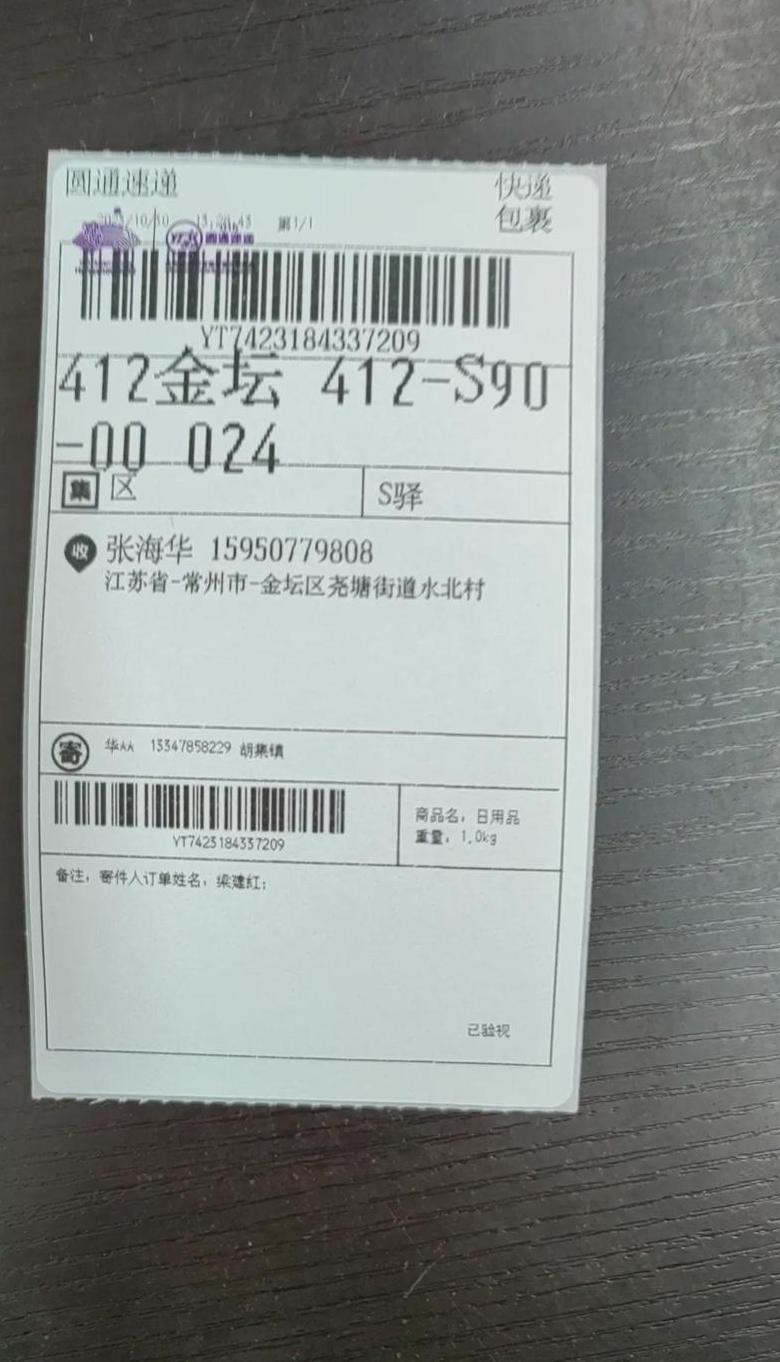 圆通速递
快递
包裹
第1/1
圆通速递
YT7423184337209
412金坛 412-S90
-00 024
集 区
S驿
收 张海华 15950779808
江苏省-常州市-金坛区尧塘街道水北村
寄 华** 13347858229 胡集镇
YT7423184337209
商品名：日用品
重量：1.0kg
备注：寄件人订单姓名：梁建红;
已验视